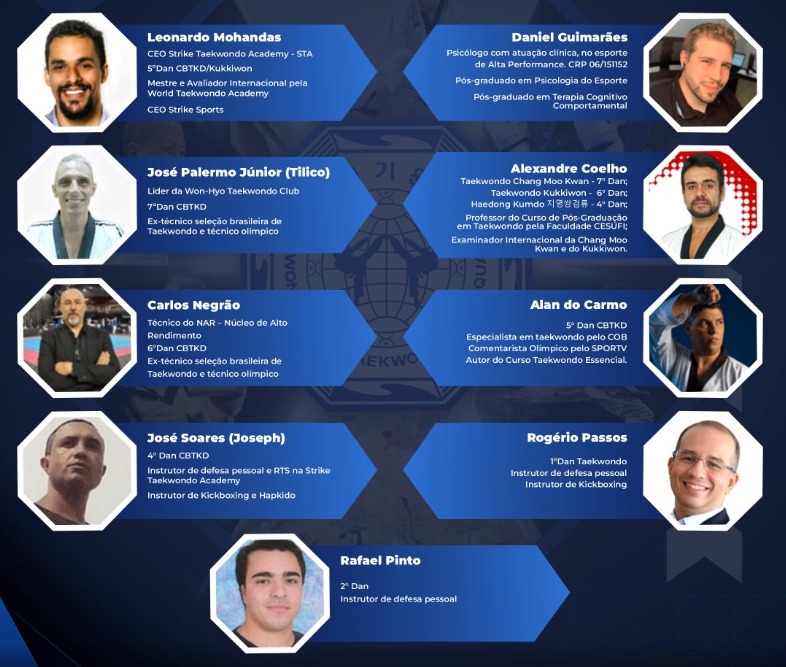 Leonardo Mohandas
CEO Strike Taekwondo Academy - STA
5°Dan CBTKD/Kukkiwon
Mestre e Avaliador Internacional pela
World Taekwondo Academy
CEO Strike Sports
Daniel Guimarães
Psicólogo com atuação clínica, no esporte
de Alta Performance. CRP 06/151152
Pós-graduado em Psicologia do Esporte
Pós-graduado em Terapia Cognitivo
Comportamental
José Palermo Júnior (Tilico)
Líder da Won-Hyo Taekwondo Club
7°Dan CBTKD
Ex-técnico seleção brasileira de
Taekwondo e técnico olímpico
Alexandre Coelho
Taekwondo Chang Moo Kwan - 7° Dan;
Taekwondo Kukkiwon - 6° Dan;
Haedong Kumdo 지명쌍검류 - 4° Dan;
Professor do Curso de Pós-Graduação
em Taekwondo pela Faculdade CESUFI;
Examinador Internacional da Chang Moo
Kwan e do Kukkiwon.
Carlos Negrão
Técnico do NAR – Núcleo de Alto
Rendimento
6°Dan CBTKD
Ex-técnico seleção brasileira de
Taekwondo e técnico olímpico
Alan do Carmo
5° Dan CBTKD
Especialista em taekwondo pelo COB
Comentarista Olímpico pelo SPORTV
Autor do Curso Taekwondo Essencial.
José Soares (Joseph)
4° Dan CBTKD
Instrutor de defesa pessoal e RTS na Strike
Taekwondo Academy
Instrutor de Kickboxing e Hapkido
Rogério Passos
1°Dan Taekwondo
Instrutor de defesa pessoal
Instrutor de Kickboxing
Rafael Pinto
2° Dan
Instrutor de defesa pessoal